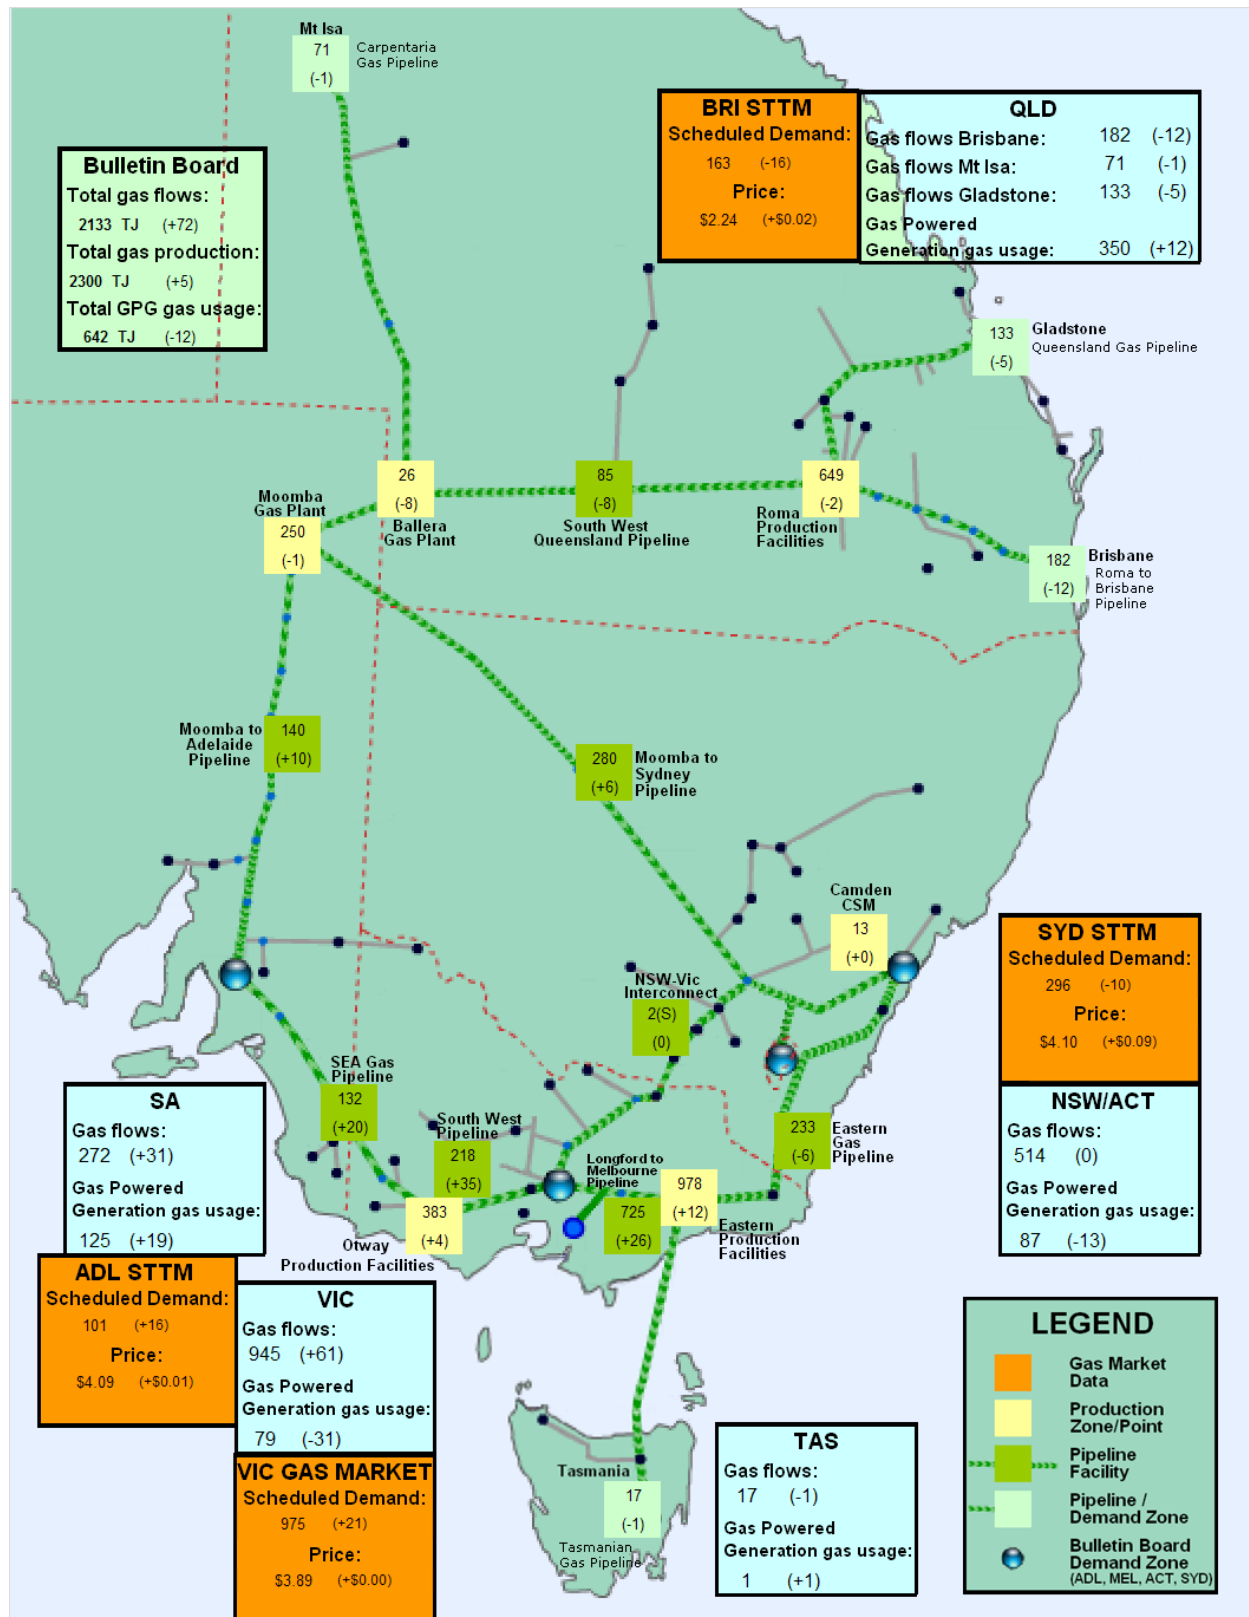 Mt Isa
71
(-1)
Carpentaria
Gas Pipeline
BRI STTM
Scheduled Demand:
163 (-16)
Price:
$2.24 (+$0.02)
QLD
Gas flows Brisbane: 182 (-12)
Gas flows Mt Isa: 71 (-1)
Gas flows Gladstone: 133 (-5)
Gas Powered
Generation gas usage: 350 (+12)
Bulletin Board
Total gas flows:
2133 TJ (+72)
Total gas production:
2300 TJ (+5)
Total GPG gas usage:
642 TJ (-12)
133
(-5)
Gladstone
Queensland Gas Pipeline
26
(-8)
Ballera
Gas Plant
85
(-8)
South West
Queensland Pipeline
649
(-2)
Roma
Production
Facilities
Moomba
Gas Plant
250
(-1)
182
(-12)
Brisbane
Roma to
Brisbane
Pipeline
Moomba to
Adelaide
Pipeline
140
(+10)
280
(+6)
Moomba to
Sydney
Pipeline
Camden
CSM
13
(+0)
SYD STTM
Scheduled Demand:
296 (-10)
Price:
$4.10 (+$0.09)
NSW-Vic
Interconnect
2(S)
(0)
SEA Gas
Pipeline
132
(+20)
South West
Pipeline
218
(+35)
Longford to
Melbourne
Pipeline
725
(+26)
978
(+12)
Eastern
Production
Facilities
233
(-6)
Eastern
Gas
Pipeline
383
(+4)
Otway
Production Facilities
SA
Gas flows:
272 (+31)
Gas Powered
Generation gas usage:
125 (+19)
NSW/ACT
Gas flows:
514 (0)
Gas Powered
Generation gas usage:
87 (-13)
ADL STTM
Scheduled Demand:
101 (+16)
Price:
$4.09 (+$0.01)
VIC
Gas flows:
945 (+61)
Gas Powered
Generation gas usage:
79 (-31)
VIC GAS MARKET
Scheduled Demand:
975 (+21)
Price:
$3.89 (+$0.00)
Tasmania
17
(-1)
Tasmanian
Gas Pipeline
TAS
Gas flows:
17 (-1)
Gas Powered
Generation gas usage:
1 (+1)
LEGEND
Gas Market
Data
Production
Zone/Point
Pipeline
Facility
Pipeline /
Demand Zone
Bulletin Board
Demand Zone
(ADL, MEL, ACT, SYD)